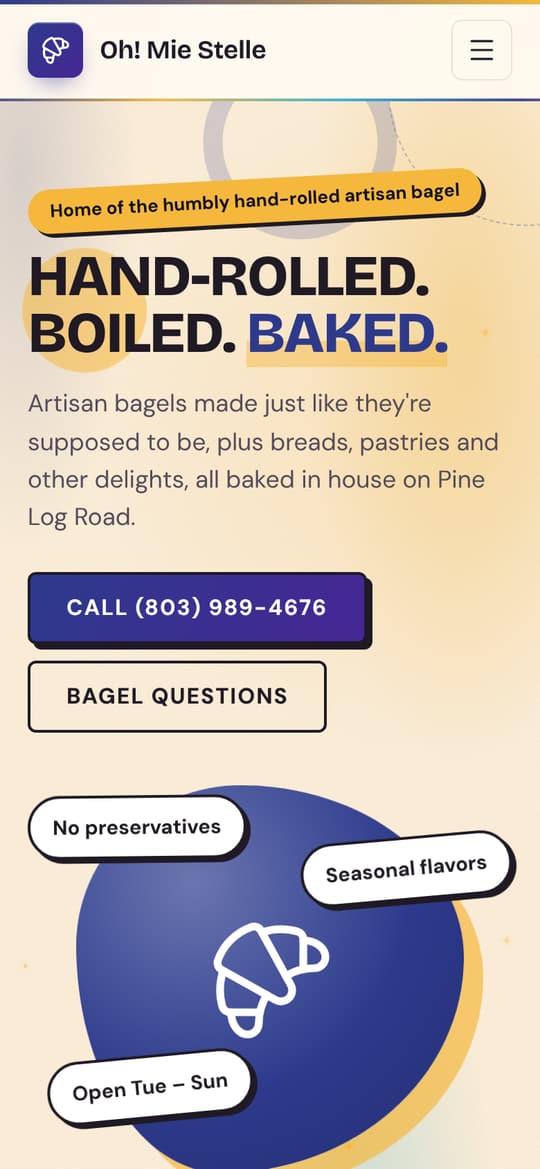 Oh! Mie Stelle
Home of the humbly hand-rolled artisan bagel
HAND-ROLLED.
BOILED. BAKED.
Artisan bagels made just like they're
supposed to be, plus breads, pastries and
other delights, all baked in house on Pine
Log Road.
CALL (803) 989-4676
BAGEL QUESTIONS
No preservatives
Seasonal flavors
Open Tue – Sun